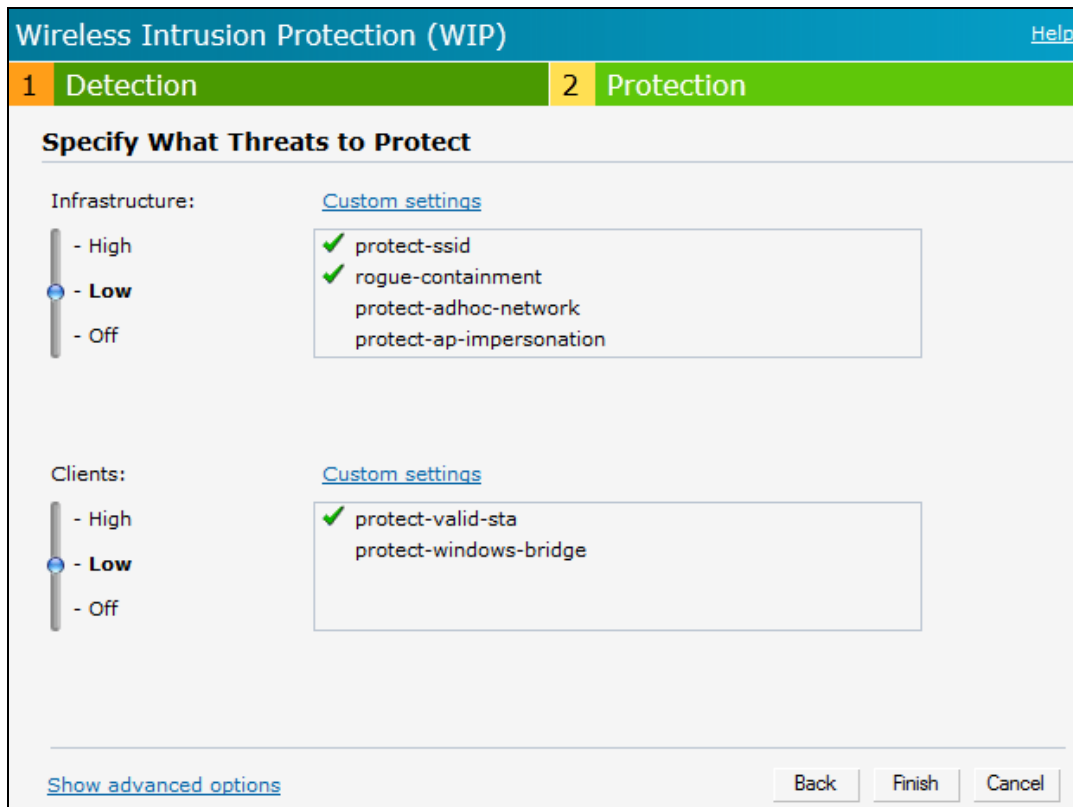 Wireless Intrusion Protection (WIP) Help
1 Detection 2 Protection
Specify What Threats to Protect
Infrastructure: Custom settings
- High
- Low
- Off
protect-ssid
rogue-containment
protect-adhoc-network
protect-ap-impersonation
Clients: Custom settings
- High
- Low
- Off
protect-valid-sta
protect-windows-bridge
Show advanced options Back Finish Cancel